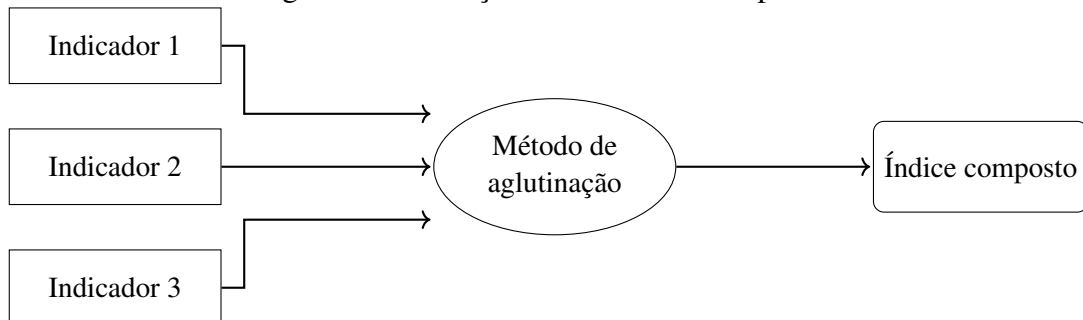 Indicador 1
Indicador 2
Indicador 3
Método de
aglutinação
Índice composto